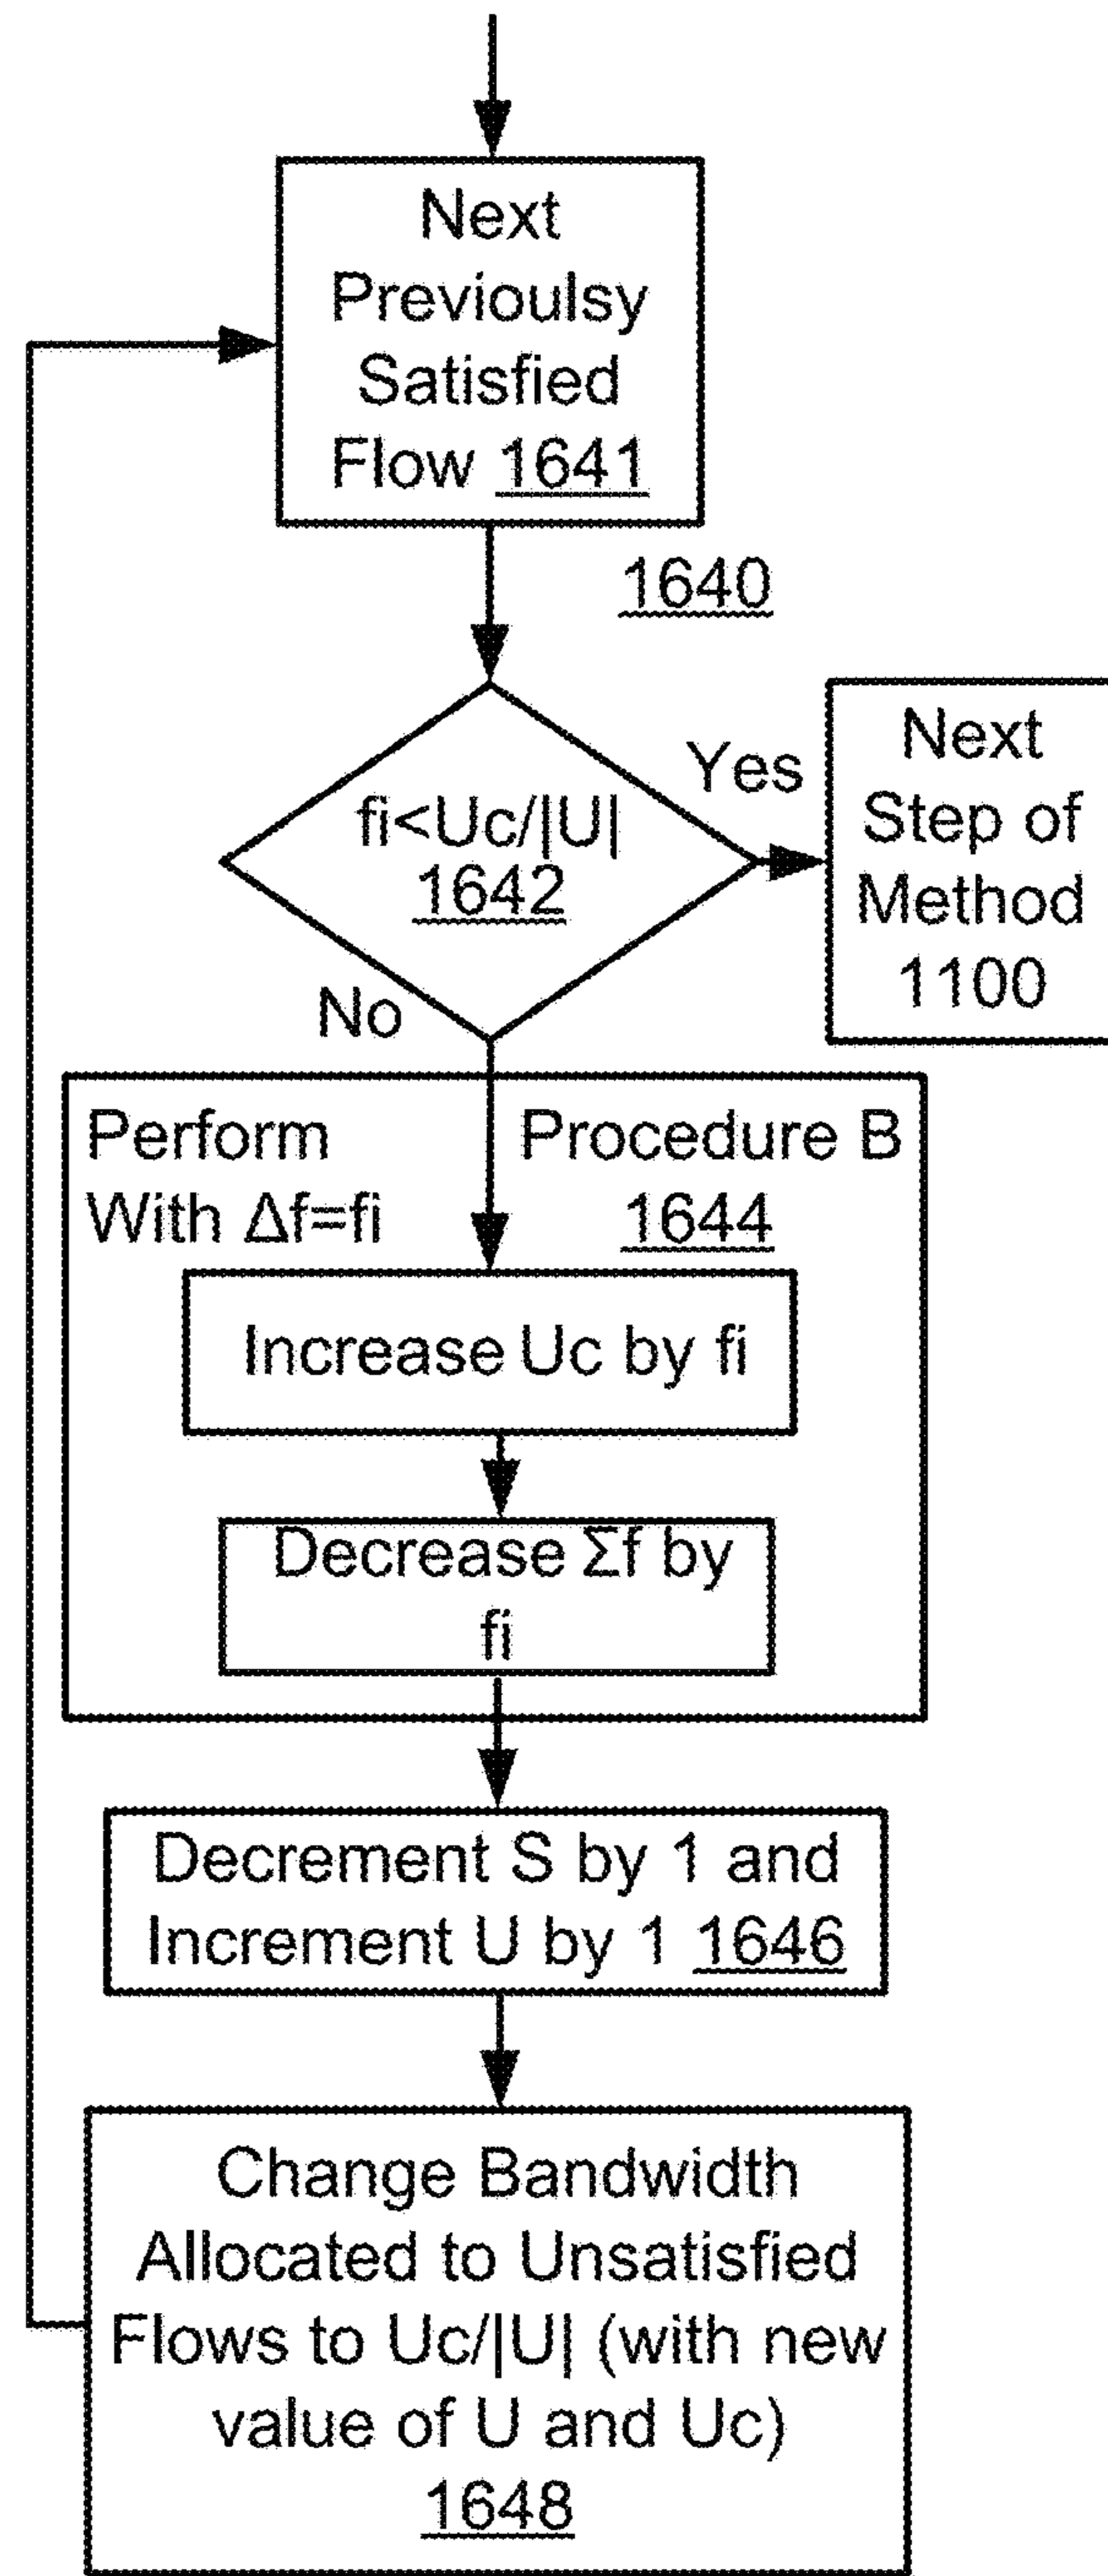 Next
Previoulsy
Satisfied
Flow 1641
1640
fi<Uc/|U|
1642
Yes
Next
Step of
Method
1100
No
Perform
With Δf=fi
Procedure B
1644
Increase Uc by fi
Decrease Σf by
fi
Decrement S by 1 and
Increment U by 1 1646
Change Bandwidth
Allocated to Unsatisfied
Flows to Uc/|U| (with new
value of U and Uc)
1648